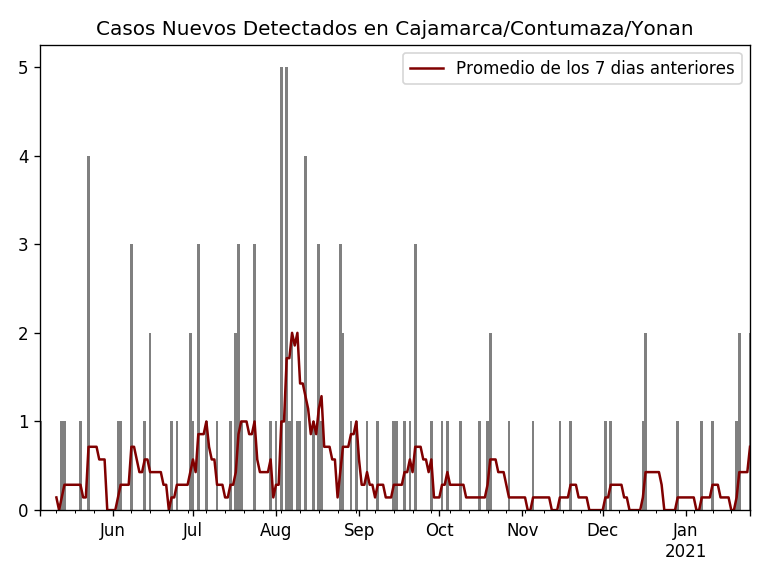 Casos Nuevos Detectados en Cajamarca/Contumaza/Yonan
Promedio de los 7 dias anteriores
5
4
3
2
1
0
Jun Jul Aug Sep Oct Nov Dec Jan
2021